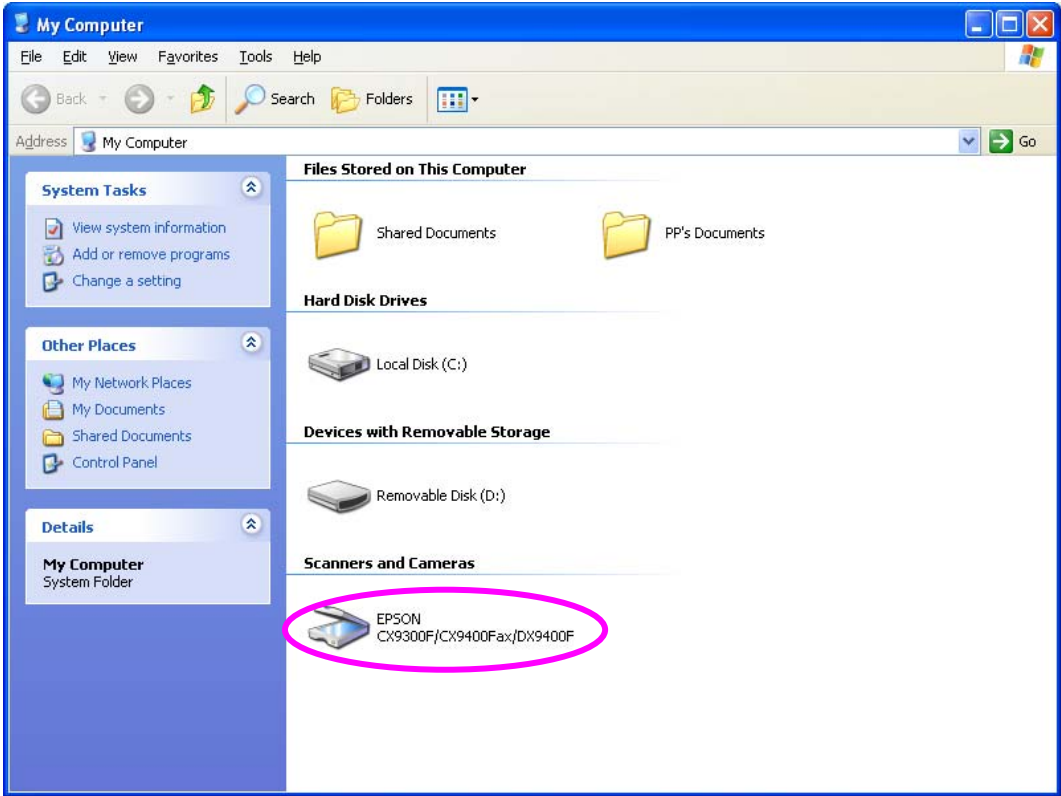 My Computer
File Edit View Favorites Tools Help
Back Search Folders
Address My Computer Go
System Tasks
View system information
Add or remove programs
Change a setting
Other Places
My Network Places
My Documents
Shared Documents
Control Panel
Details
My Computer
System Folder
Files Stored on This Computer
Shared Documents PP's Documents
Hard Disk Drives
Local Disk (C:)
Devices with Removable Storage
Removable Disk (D:)
Scanners and Cameras
EPSON
CX9300F/CX9400Fax/DX9400F